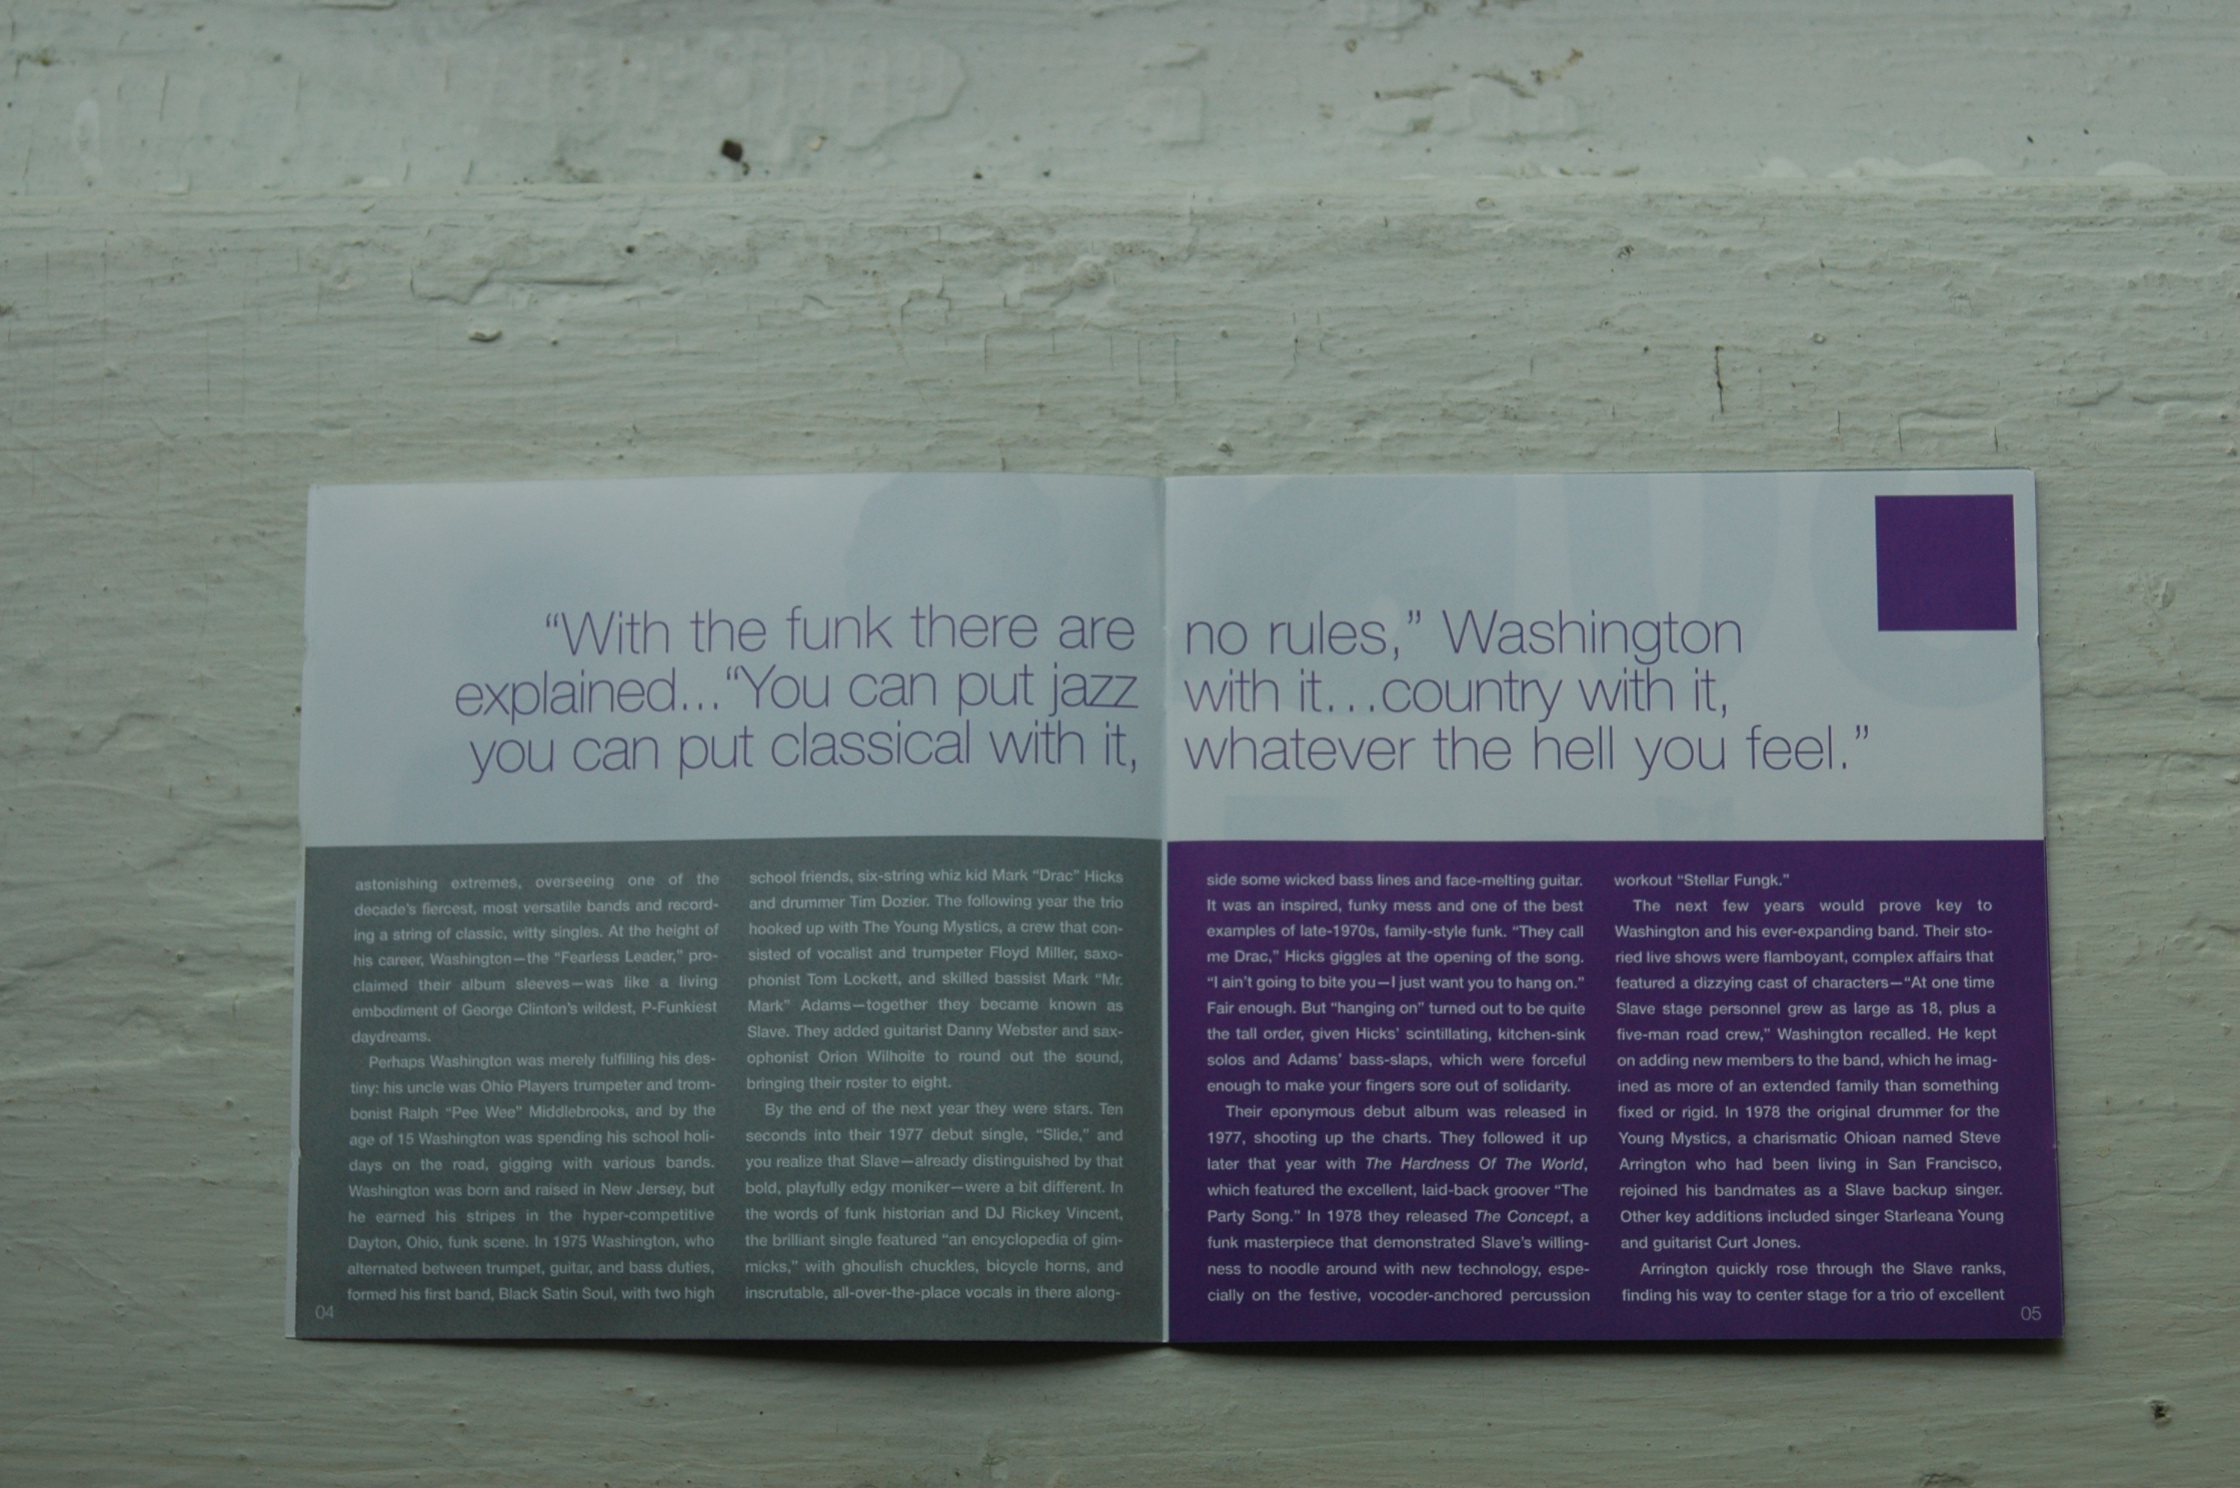 “With the funk there are no rules,” Washington
explained...“You can put jazz with it...country with it,
you can put classical with it, whatever the hell you feel.”
astonishing extremes, overseeing one of the
decade’s fiercest, most versatile bands and record-
ing a string of classic, witty singles. At the height of
his career, Washington—the “Fearless Leader,” pro-
claimed their album sleeves—was like a living
embodiment of George Clinton’s wildest, P-Funkiest
daydreams.
Perhaps Washington was merely fulfilling his des-
tiny: his uncle was Ohio Players trumpeter and trom-
bonist Ralph “Pee Wee” Middlebrooks, and by the
age of 15 Washington was spending his school holi-
days on the road, gigging with various bands.
Washington was born and raised in New Jersey, but
he earned his stripes in the hyper-competitive
Dayton, Ohio, funk scene. In 1975 Washington, who
alternated between trumpet, guitar, and bass duties,
formed his first band, Black Satin Soul, with two high
04
school friends, six-string whiz kid Mark “Drac” Hicks
and drummer Tim Dozier. The following year the trio
hooked up with The Young Mystics, a crew that con-
sisted of vocalist and trumpeter Floyd Miller, saxo-
phonist Tom Lockett, and skilled bassist Mark “Mr.
Mark” Adams—together they became known as
Slave. They added guitarist Danny Webster and sax-
ophonist Orion Wilhoite to round out the sound,
bringing their roster to eight.
By the end of the next year they were stars. Ten
seconds into their 1977 debut single, “Slide,” and
you realize that Slave—already distinguished by that
bold, playfully edgy moniker—were a bit different. In
the words of funk historian and DJ Rickey Vincent,
the brilliant single featured “an encyclopedia of gim-
micks,” with ghoulish chuckles, bicycle horns, and
inscrutable, all-over-the-place vocals in there along-
side some wicked bass lines and face-melting guitar.
It was an inspired, funky mess and one of the best
examples of late-1970s, family-style funk. “They call
me Drac,” Hicks giggles at the opening of the song.
“I ain’t going to bite you—I just want you to hang on.”
Fair enough. But “hanging on” turned out to be quite
the tall order, given Hicks’ scintillating, kitchen-sink
solos and Adams’ bass-slaps, which were forceful
enough to make your fingers sore out of solidarity.
Their eponymous debut album was released in
1977, shooting up the charts. They followed it up
later that year with The Hardness Of The World,
which featured the excellent, laid-back groover “The
Party Song.” In 1978 they released The Concept, a
funk masterpiece that demonstrated Slave’s willing-
ness to noodle around with new technology, espe-
cially on the festive, vocoder-anchored percussion
workout “Stellar Fungk.”
The next few years would prove key to
Washington and his ever-expanding band. Their sto-
ried live shows were flamboyant, complex affairs that
featured a dizzying cast of characters—“At one time
Slave stage personnel grew as large as 18, plus a
five-man road crew,” Washington recalled. He kept
on adding new members to the band, which he imag-
ined as more of an extended family than something
fixed or rigid. In 1978 the original drummer for the
Young Mystics, a charismatic Ohioan named Steve
Arrington who had been living in San Francisco,
rejoined his bandmates as a Slave backup singer.
Other key additions included singer Starleana Young
and guitarist Curt Jones.
Arrington quickly rose through the Slave ranks,
finding his way to center stage for a trio of excellent
05